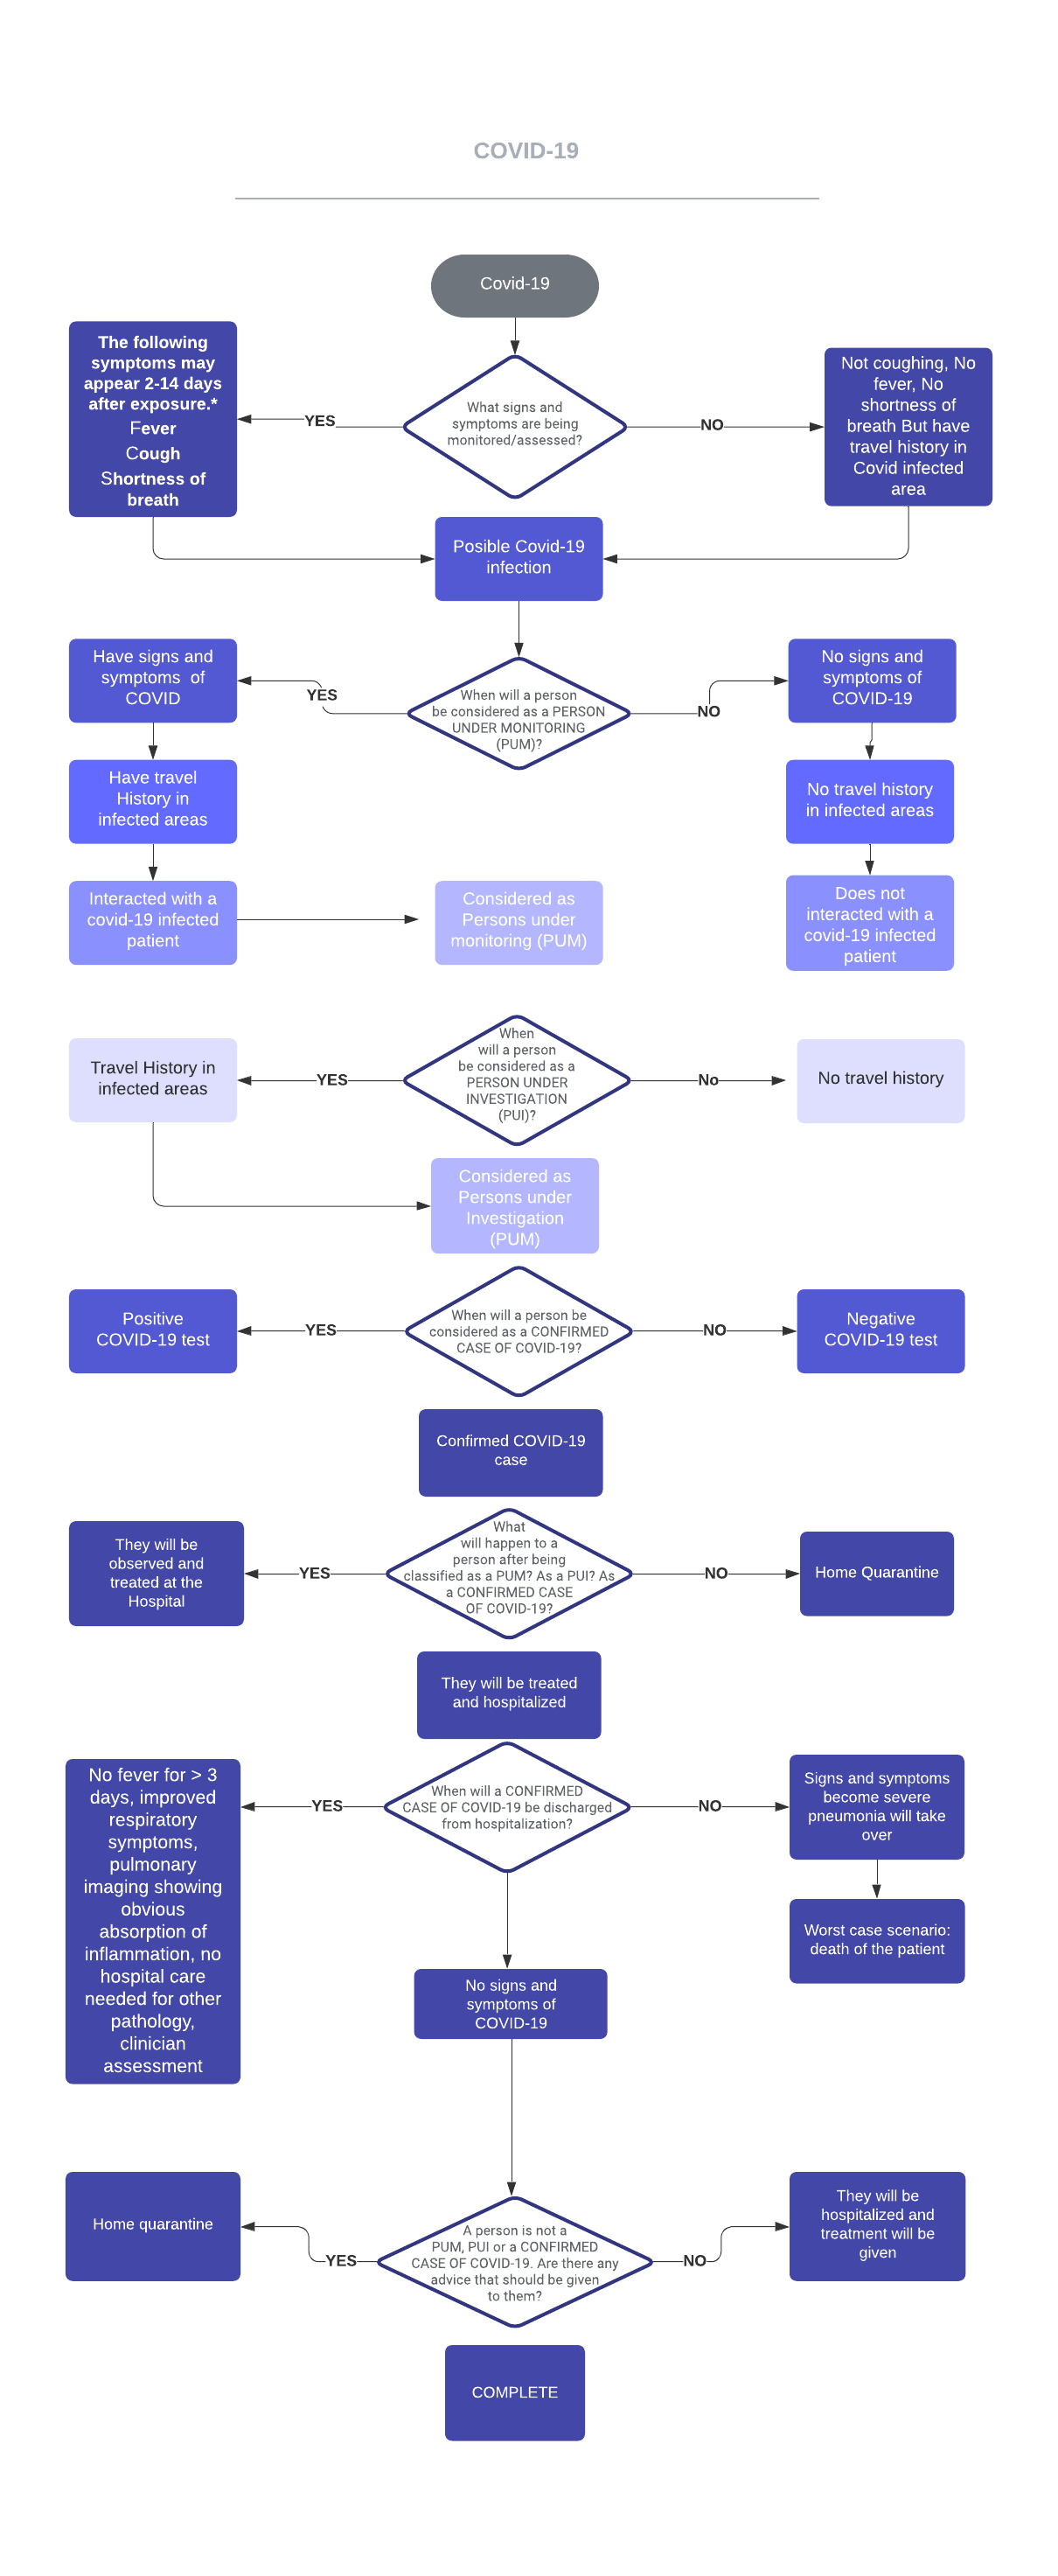 COVID-19
Covid-19
The following
symptoms may
appear 2-14 days
after exposure.*
Fever
Cough
Shortness of
breath
YES
What signs and
symptoms are being
monitored/assessed?
NO
Not coughing, No
fever, No
shortness of
breath But have
travel history in
Covid infected
area
Posible Covid-19
infection
Have signs and
symptoms of
COVID
YES
When will a person
be considered as a PERSON
UNDER MONITORING
(PUM)?
NO
No signs and
symptoms of
COVID-19
Have travel
History in
infected areas
No travel history
in infected areas
Interacted with a
covid-19 infected
patient
Considered as
Persons under
monitoring (PUM)
Does not
interacted with a
covid-19 infected
patient
Travel History in
infected areas
YES
When
will a person
be considered as a
PERSON UNDER
INVESTIGATION
(PUI)?
No
No travel history
Considered as
Persons under
Investigation
(PUM)
Positive
COVID-19 test
YES
When will a person be
considered as a CONFIRMED
CASE OF COVID-19?
NO
Negative
COVID-19 test
Confirmed COVID-19
case
They will be
observed and
treated at the
Hospital
YES
What
will happen to a
person after being
classified as a PUM? As a PUI? As
a CONFIRMED CASE
OF COVID-19?
NO
Home Quarantine
They will be treated
and hospitalized
No fever for > 3
days, improved
respiratory
symptoms,
pulmonary
imaging showing
obvious
absorption of
inflammation, no
hospital care
needed for other
pathology,
clinician
assessment
YES
When will a CONFIRMED
CASE OF COVID-19 be discharged
from hospitalization?
NO
Signs and symptoms
become severe
pneumonia will take
over
Worst case scenario:
death of the patient
No signs and
symptoms of
COVID-19
Home quarantine
YES
A person is not a
PUM, PUI or a CONFIRMED
CASE OF COVID-19. Are there any
advice that should be given
to them?
NO
They will be
hospitalized and
treatment will be
given
COMPLETE